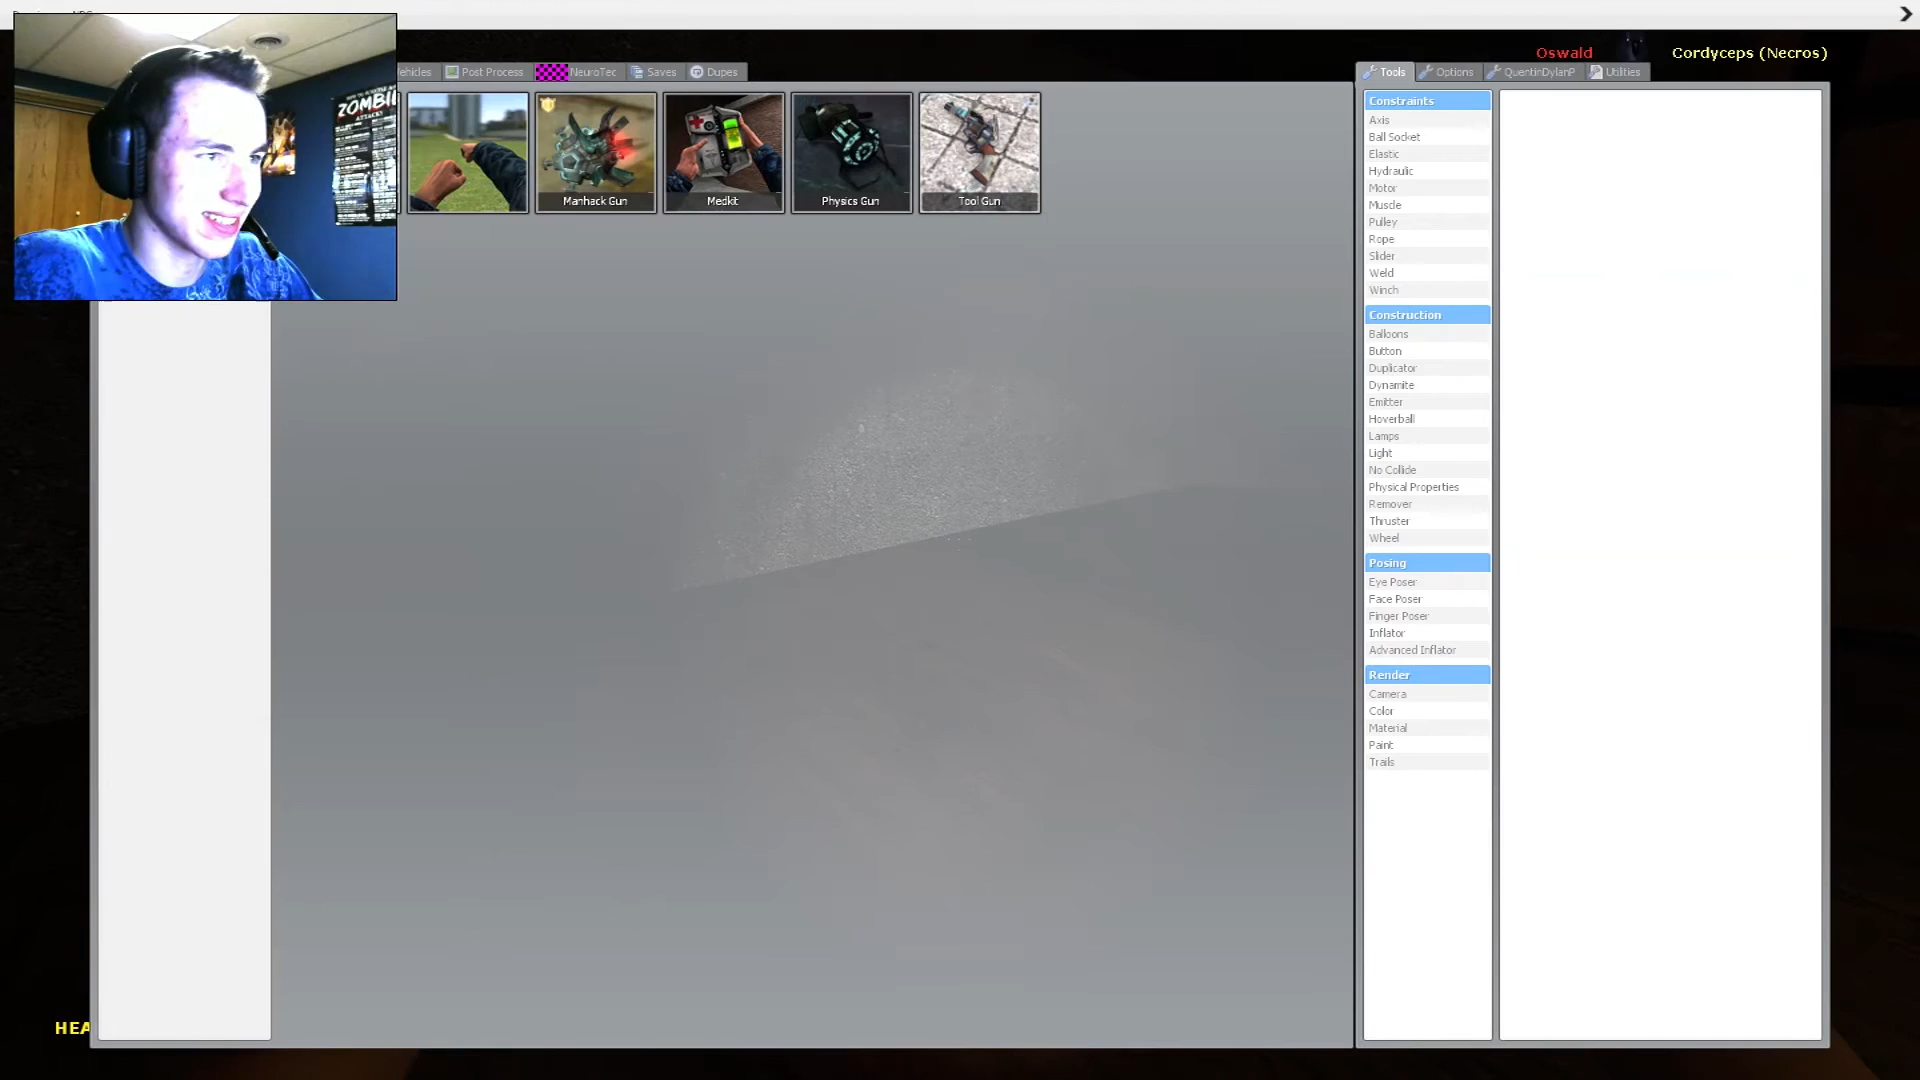 Oswald
Cordyceps (Necros)
Vehicles
Post Process
NeuroTec
Saves
Dupes
Tools
Options
QuentinDylanP
Utilities
ZOMBIE
ATTACK!
Manhack Gun
Medkit
Physics Gun
Tool Gun
Constraints
Axis
Ball Socket
Elastic
Hydraulic
Motor
Muscle
Pulley
Rope
Slider
Weld
Winch
Construction
Balloons
Button
Duplicator
Dynamite
Emitter
Hoverball
Lamps
Light
No Collide
Physical Properties
Remover
Thruster
Wheel
Posing
Eye Poser
Face Poser
Finger Poser
Inflator
Advanced Inflator
Render
Camera
Color
Material
Paint
Trails
HEA